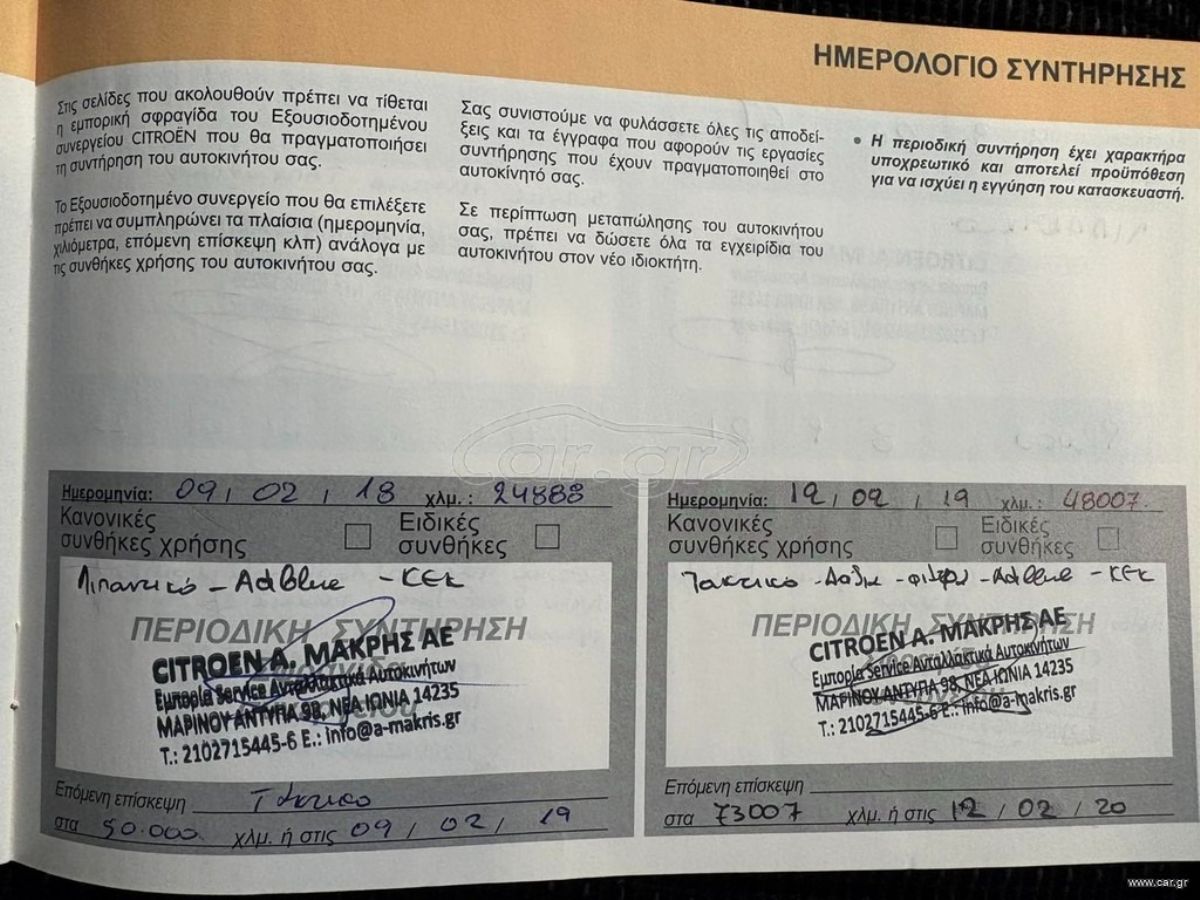 ΗΜΕΡΟΛΟΓΙΟ ΣΥΝΤΗΡΗΣΗΣ
Στις σελίδες που ακολουθούν πρέπει να τίθεται
η εμπορική σφραγίδα του Εξουσιοδοτημένου
συνεργείου CITROËN που θα πραγματοποιήσει
τη συντήρηση του αυτοκινήτου σας.
Το Εξουσιοδοτημένο συνεργείο που θα επιλέξετε
πρέπει να συμπληρώνει τα πλαίσια (ημερομηνία,
χιλιόμετρα, επόμενη επίσκεψη κλπ) ανάλογα με
τις συνθήκες χρήσης του αυτοκινήτου σας.
Σας συνιστούμε να φυλάσσετε όλες τις αποδεί-
ξεις και τα έγγραφα που αφορούν τις εργασίες
συντήρησης που έχουν πραγματοποιηθεί στο
αυτοκίνητό σας.
Σε περίπτωση μεταπώλησης του αυτοκινήτου
σας, πρέπει να δώσετε όλα τα εγχειρίδια του
αυτοκινήτου στον νέο ιδιοκτήτη.
• Η περιοδική συντήρηση έχει χαρακτήρα
υποχρεωτικό και αποτελεί προϋπόθεση
για να ισχύει η εγγύηση του κατασκευαστή.
car.gr
Ημερομηνία: 09 / 02 / 18 χλμ.: 24888
Κανονικές
συνθήκες χρήσης
Ειδικές
συνθήκες
Λιπαντικό - Adblue - ΚΕΚ
ΠΕΡΙΟΔΙΚΗ ΣΥΝΤΗΡΗΣΗ
CITROEN Α. ΜΑΚΡΗΣ ΑΕ
Εμπορία Service Ανταλλακτικά Αυτοκινήτων
ΜΑΡΙΝΟΥ ΑΝΤΥΠΑ 98, ΝΕΑ ΙΩΝΙΑ 14235
Τ.: 2102715445-6 E.: info@a-makris.gr
Επόμενη επίσκεψη Τακτικο
στα 50.000 χλμ. ή στις 09 / 02 / 19
Ημερομηνία: 12 / 02 / 19 χλμ.: 48007
Κανονικές
συνθήκες χρήσης
Ειδικές
συνθήκες
Τακτικο - Λαδια - φιλτρα - Adblue - ΚΕΚ
ΠΕΡΙΟΔΙΚΗ ΣΥΝΤΗΡΗΣΗ
CITROEN Α. ΜΑΚΡΗΣ ΑΕ
Εμπορία Service Ανταλλακτικά Αυτοκινήτων
ΜΑΡΙΝΟΥ ΑΝΤΥΠΑ 98, ΝΕΑ ΙΩΝΙΑ 14235
Τ.: 2102715445-6 E.: info@a-makris.gr
Επόμενη επίσκεψη
στα 73007 χλμ. ή στις 12 / 02 / 20
www.car.gr